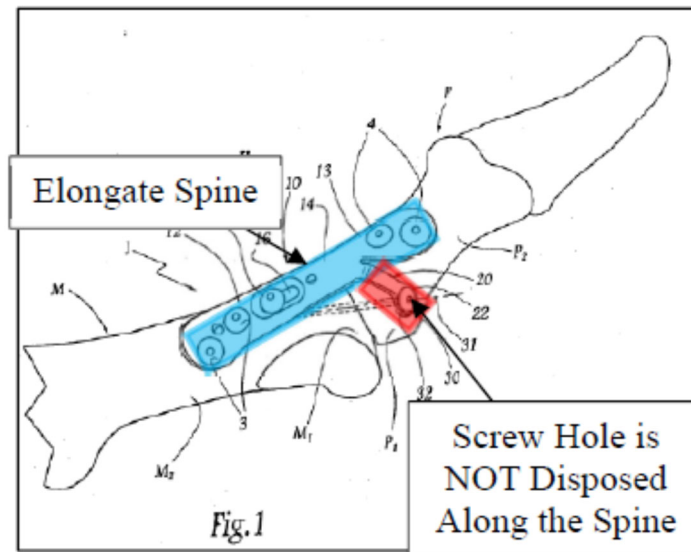 P
4
13
10
Elongate Spine
14
12
16
20
P₂
1
22
M
31
30
32
3
M₁
P₁
M₂
Screw Hole is
NOT Disposed
Along the Spine
Fig.1